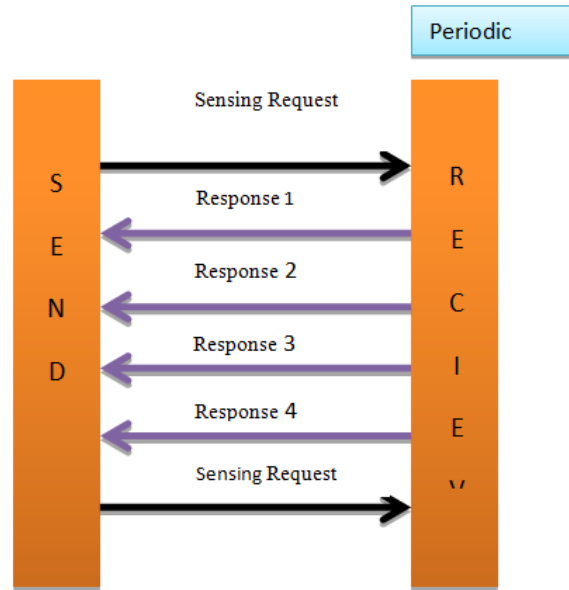 Periodic
Sensing Request
Response 1
Response 2
Response 3
Response 4
Sensing Request
S
E
N
D
R
E
C
I
E